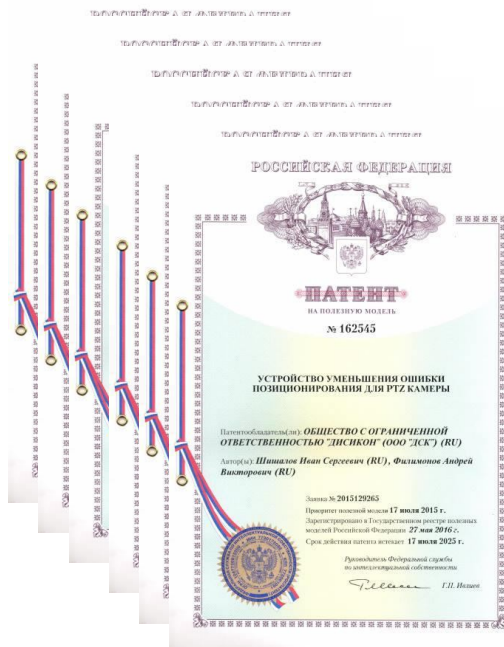 РОССИЙСКАЯ ФЕДЕРАЦИЯ
ПАТЕНТ
НА ПОЛЕЗНУЮ МОДЕЛЬ
№ 162545
УСТРОЙСТВО УМЕНЬШЕНИЯ ОШИБКИ
ПОЗИЦИОНИРОВАНИЯ ДЛЯ PTZ КАМЕРЫ
Патентообладатель(ли): ОБЩЕСТВО С ОГРАНИЧЕННОЙ
ОТВЕТСТВЕННОСТЬЮ "ДИСИКОН" (ООО "ДСК") (RU)
Автор(ы): Шишалов Иван Сергеевич (RU), Филимонов Андрей
Викторович (RU)
Заявка № 2015129265
Приоритет полезной модели 17 июля 2015 г.
Зарегистрировано в Государственном реестре полезных
моделей Российской Федерации 27 мая 2016 г.
Срок действия патента истекает 17 июля 2025 г.
Руководитель Федеральной службы
по интеллектуальной собственности
Г.П. Ивлиев